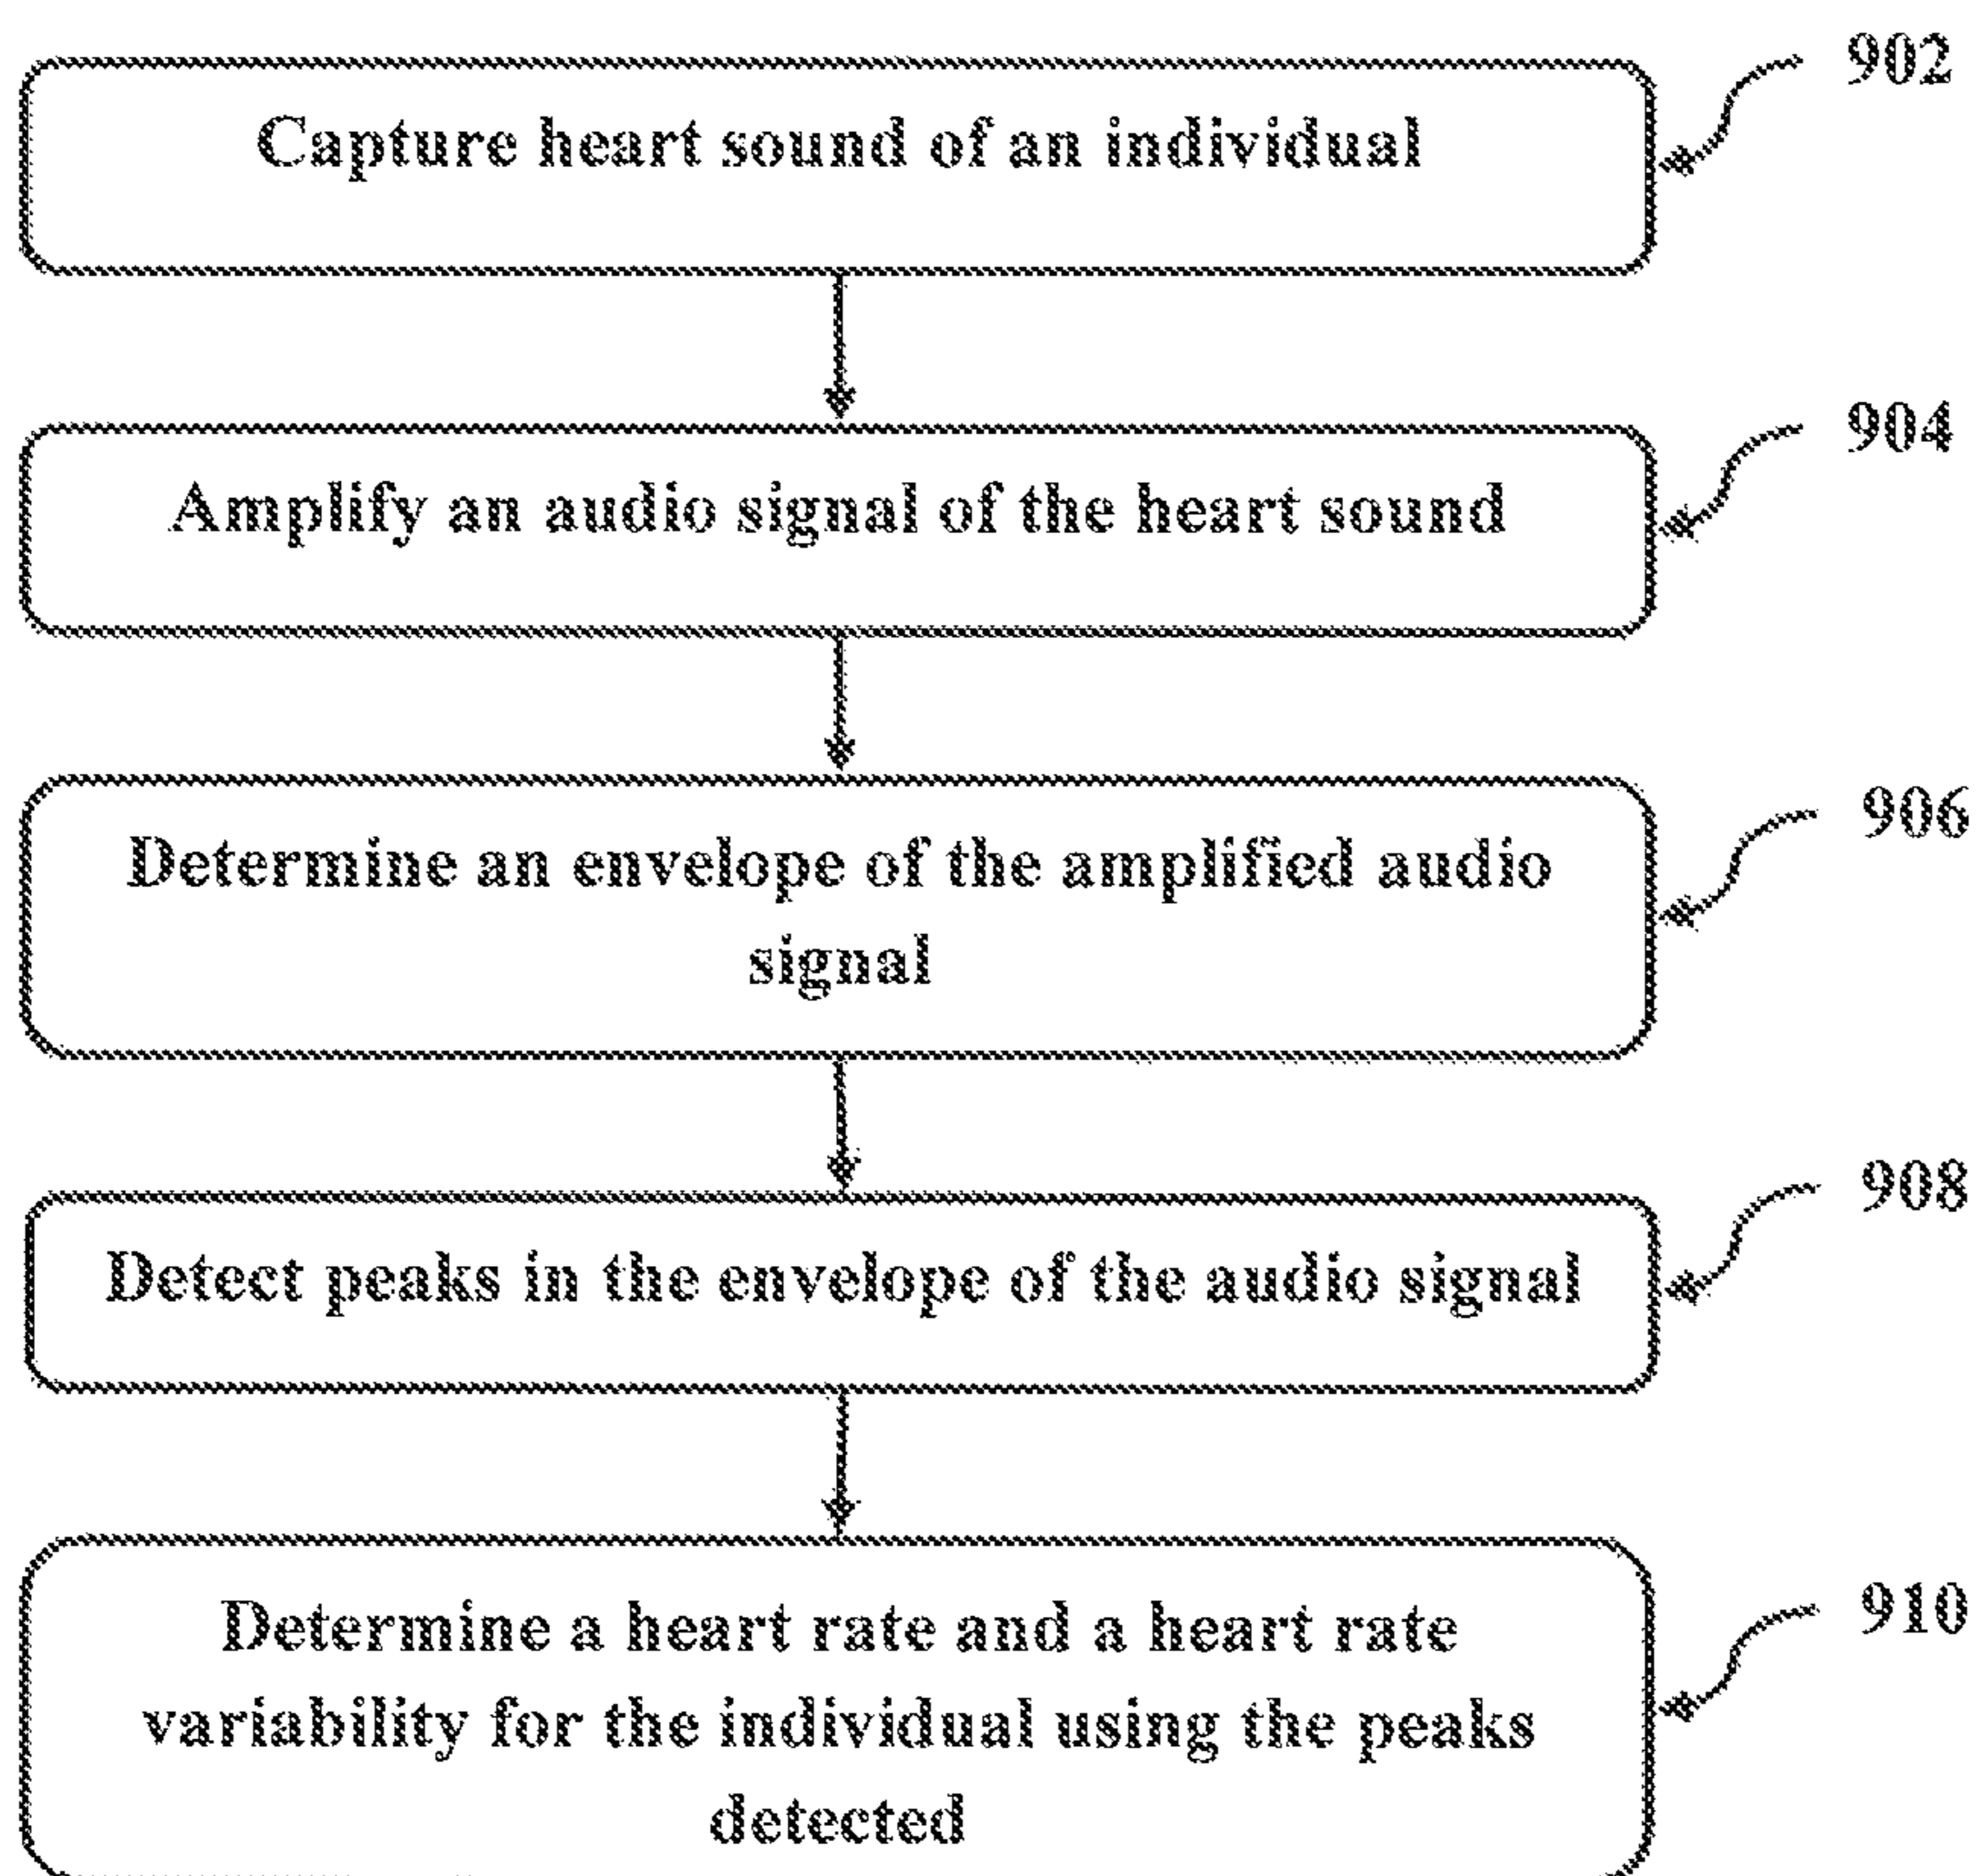 902
Capture heart sound of an individual
904
Amplify an audio signal of the heart sound
906
Determine an envelope of the amplified audio
signal
908
Detect peaks in the envelope of the audio signal
910
Determine a heart rate and a heart rate
variability for the individual using the peaks
detected